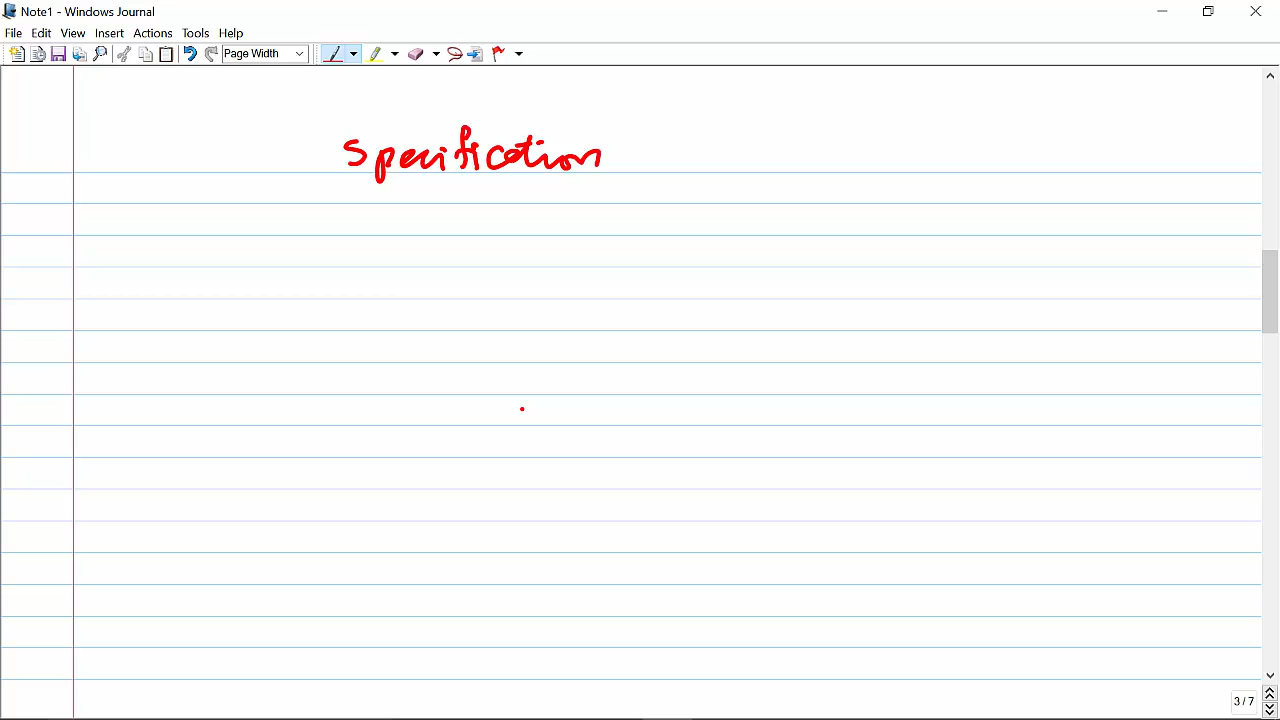 Note1 - Windows Journal
File Edit View Insert Actions Tools Help
Page Width
Specification
3 / 7